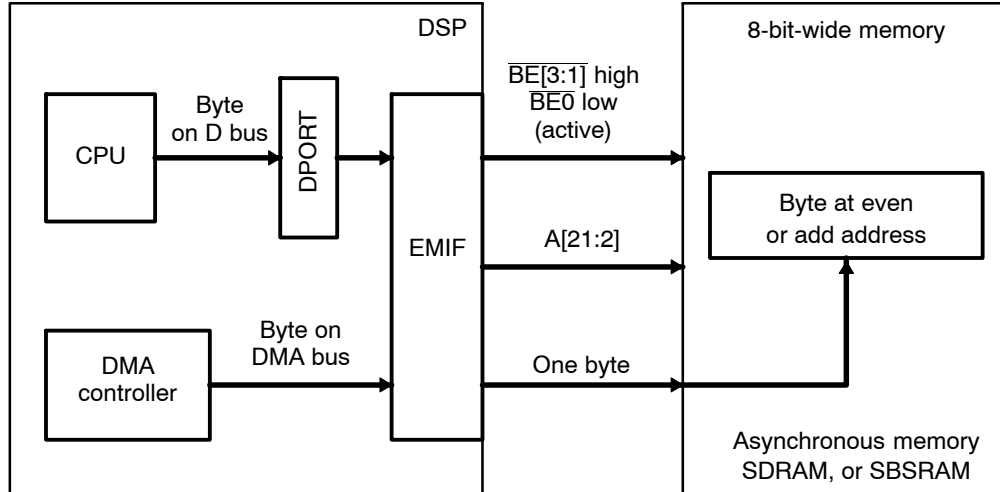 DSP
8-bit-wide memory
BE[3:1] high
BE0 low
(active)
Byte
on D bus
CPU
DPORT
EMIF
A[21:2]
Byte at even
or add address
DMA
controller
Byte on
DMA bus
One byte
Asynchronous memory
SDRAM, or SBSRAM